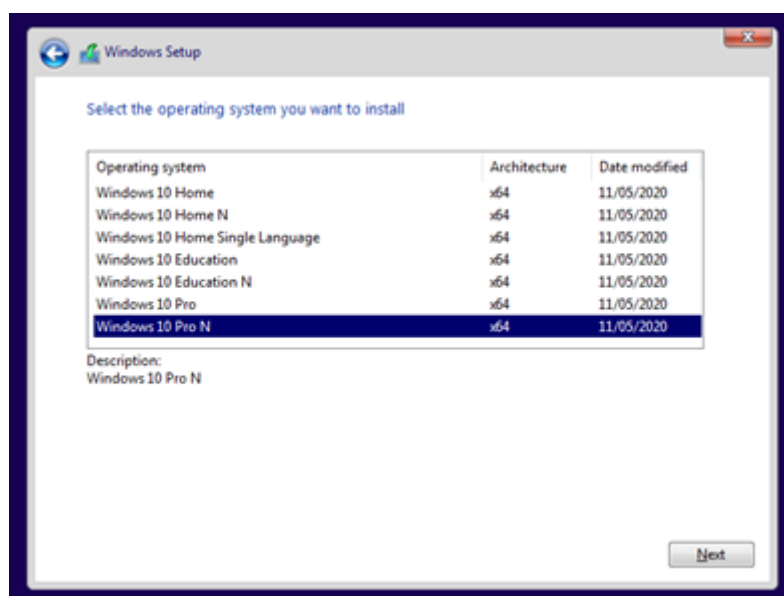 Windows Setup
Select the operating system you want to install
Operating system Architecture Date modified
Windows 10 Home x64 11/05/2020
Windows 10 Home N x64 11/05/2020
Windows 10 Home Single Language x64 11/05/2020
Windows 10 Education x64 11/05/2020
Windows 10 Education N x64 11/05/2020
Windows 10 Pro x64 11/05/2020
Windows 10 Pro N x64 11/05/2020
Description:
Windows 10 Pro N
Next